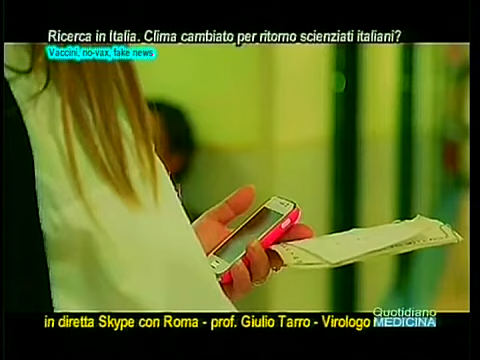 Ricerca in Italia. Clima cambiato per ritorno scienziati italiani?
Vaccini, no-vax, fake news
in diretta Skype con Roma - prof. Giulio Tarro - Virologo
Quotidiano
MEDICINA